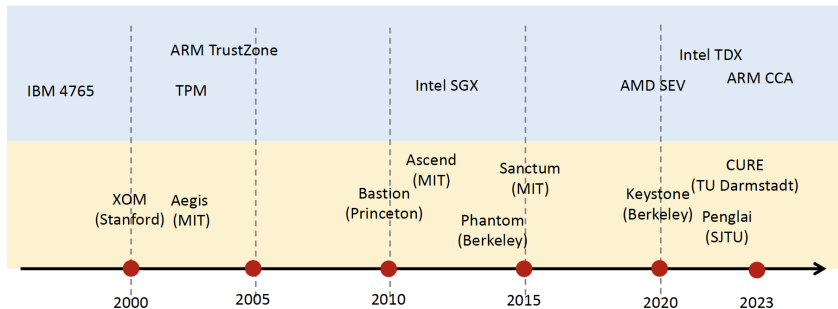 ARM TrustZone
Intel TDX
IBM 4765
TPM
Intel SGX
AMD SEV
ARM CCA
XOM
(Stanford)
Aegis
(MIT)
Bastion
(Princeton)
Ascend
(MIT)
Phantom
(Berkeley)
Sanctum
(MIT)
Keystone
(Berkeley)
CURE
(TU Darmstadt)
Penglai
(SJTU)
2000
2005
2010
2015
2020
2023